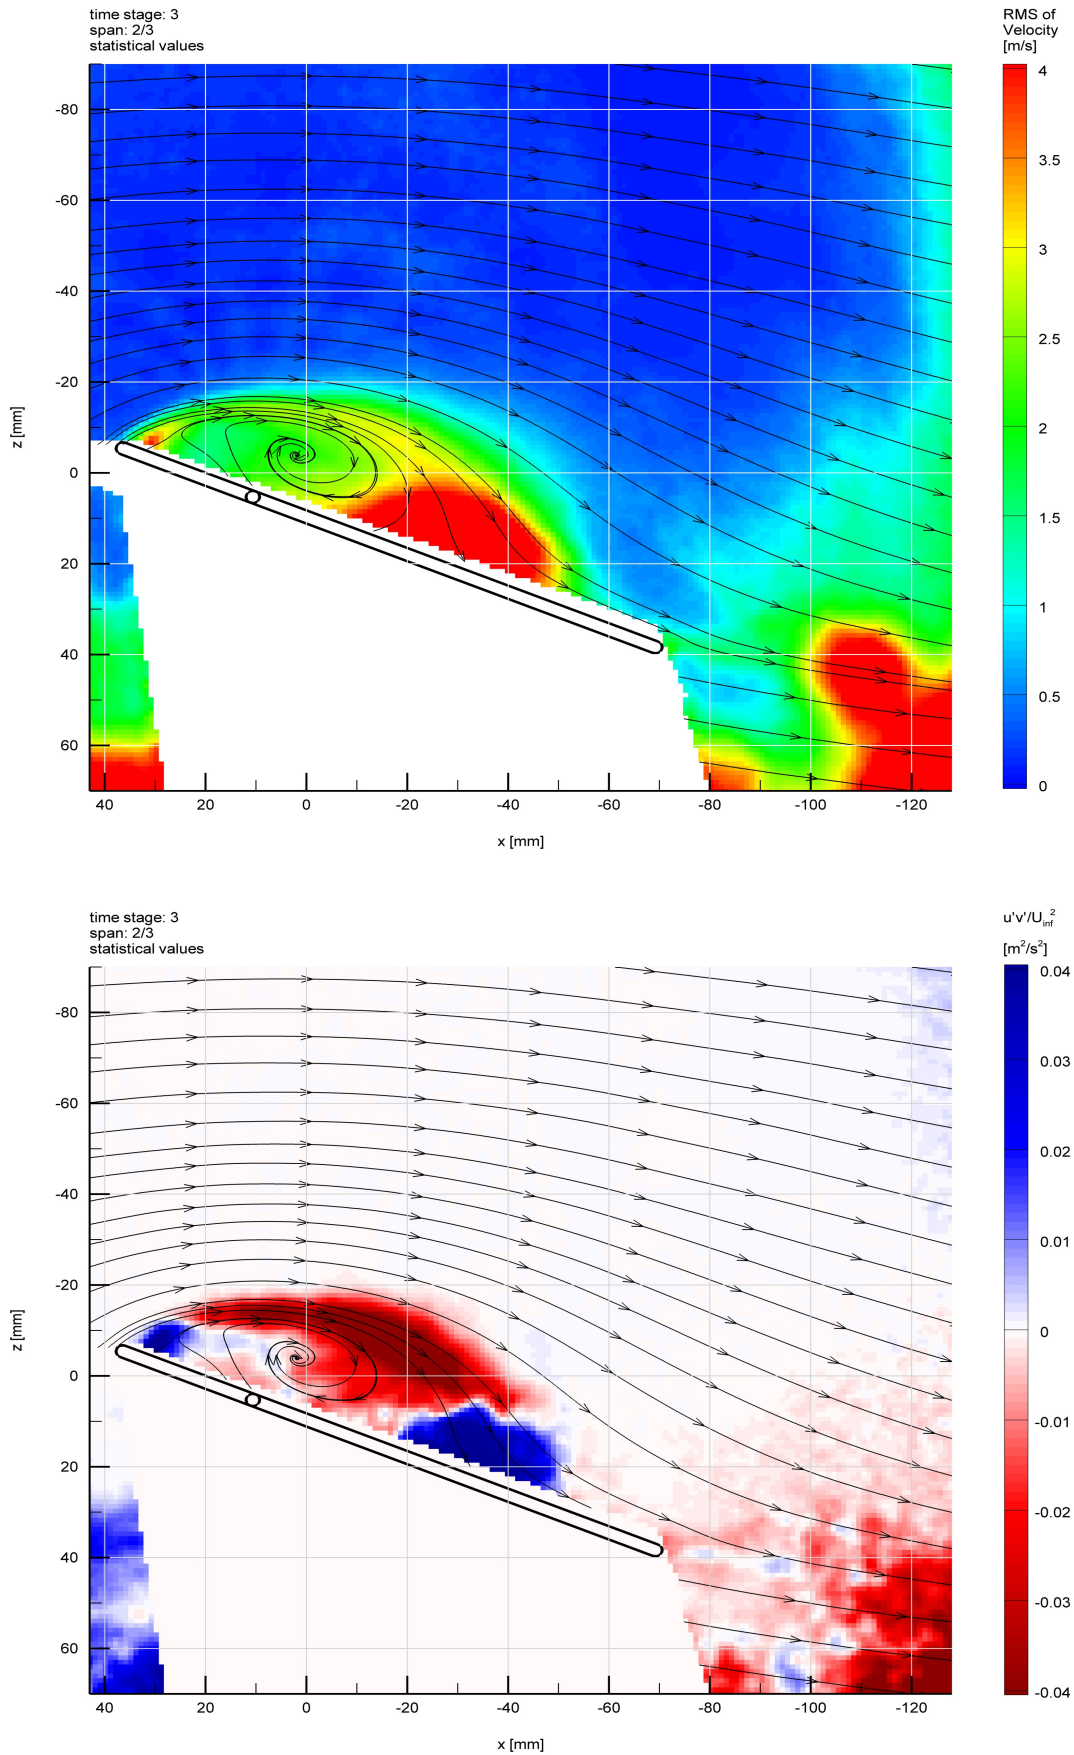 time stage: 3
span: 2/3
statistical values
RMS of
Velocity
[m/s]
-80
-60
-40
-20
0
20
40
60
z [mm]
40 20 0 -20 -40 -60 -80 -100 -120
x [mm]
4
3.5
3
2.5
2
1.5
1
0.5
0
time stage: 3
span: 2/3
statistical values
u'v'/U_inf^2
[m²/s²]
-80
-60
-40
-20
0
20
40
60
z [mm]
40 20 0 -20 -40 -60 -80 -100 -120
x [mm]
0.04
0.03
0.02
0.01
0
-0.01
-0.02
-0.03
-0.04